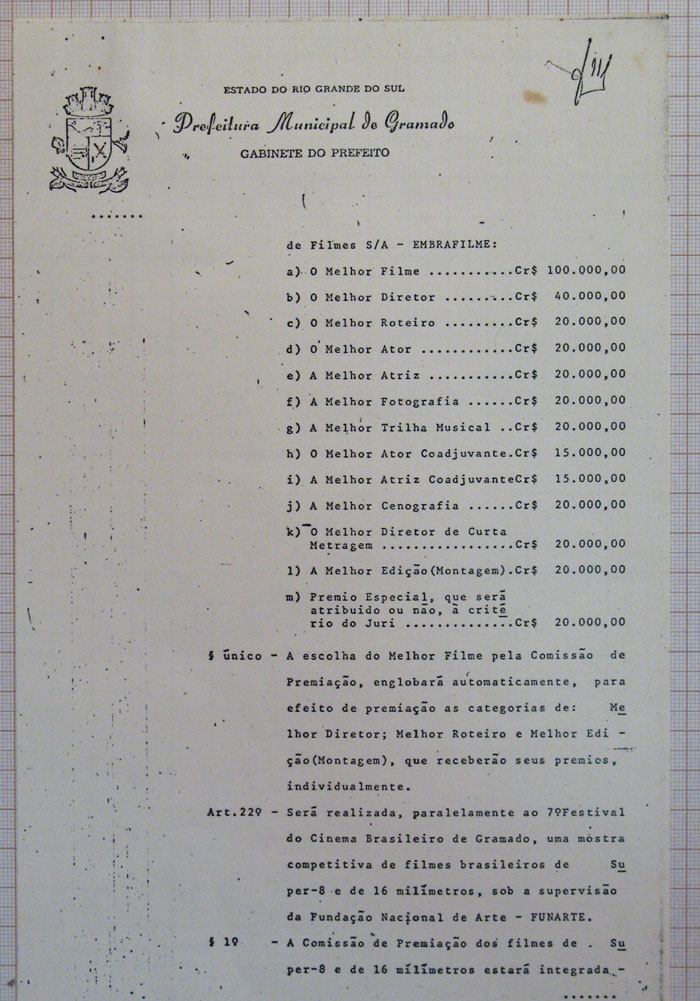 ESTADO DO RIO GRANDE DO SUL
Prefeitura Municipal de Gramado
GABINETE DO PREFEITO
de Filmes S/A - EMBRAFILME:
a) O Melhor Filme ...........Cr$ 100.000,00
b) O Melhor Diretor .........Cr$ 40.000,00
c) O Melhor Roteiro .........Cr$ 20.000,00
d) O Melhor Ator ............Cr$ 20.000,00
e) A Melhor Atriz ...........Cr$ 20.000,00
f) A Melhor Fotografia ......Cr$ 20.000,00
g) A Melhor Trilha Musical ..Cr$ 20.000,00
h) O Melhor Ator Coadjuvante.Cr$ 15.000,00
i) A Melhor Atriz CoadjuvanteCr$ 15.000,00
j) A Melhor Cenografia ......Cr$ 20.000,00
k) O Melhor Diretor de Curta
Metragem .................Cr$ 20.000,00
l) A Melhor Edição(Montagem).Cr$ 20.000,00
m) Premio Especial, que será
atribuido ou não, à crité
rio do Juri ..............Cr$ 20.000,00
§ único - A escolha do Melhor Filme pela Comissão de
Premiação, englobará automaticamente, para
efeito de premiação as categorias de: Me
lhor Diretor; Melhor Roteiro e Melhor Edi -
ção(Montagem), que receberão seus premios,
individualmente.
Art.22º - Será realizada, paralelamente ao 7ºFestival
do Cinema Brasileiro de Gramado, uma móstra
competitiva de filmes brasileiros de Su
per-8 e de 16 milímetros, sob a supervisão
da Fundação Nacional de Arte - FUNARTE.
§ 1º - A Comissão de Premiação dos filmes de . Su
per-8 e de 16 milímetros estará integrada -